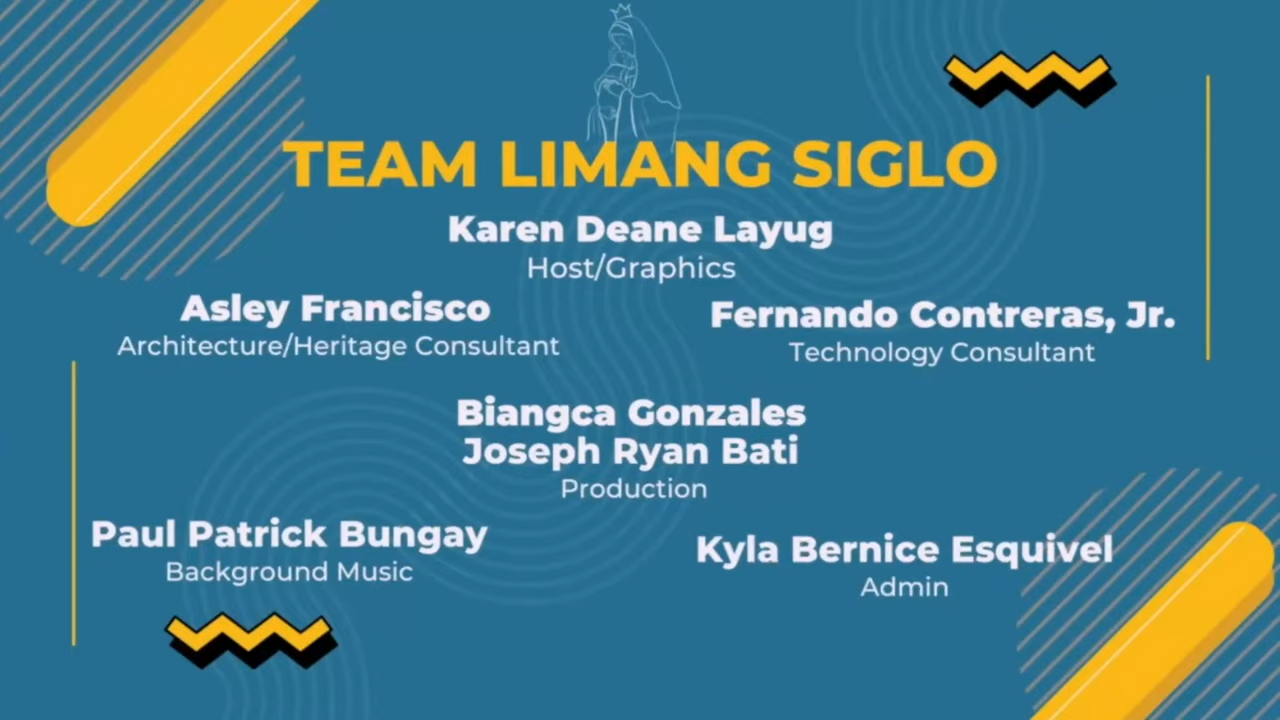 TEAM LIMANG SIGLO
Karen Deane Layug
Host/Graphics
Asley Francisco
Architecture/Heritage Consultant
Fernando Contreras, Jr.
Technology Consultant
Biangca Gonzales
Joseph Ryan Bati
Production
Paul Patrick Bungay
Background Music
Kyla Bernice Esquivel
Admin